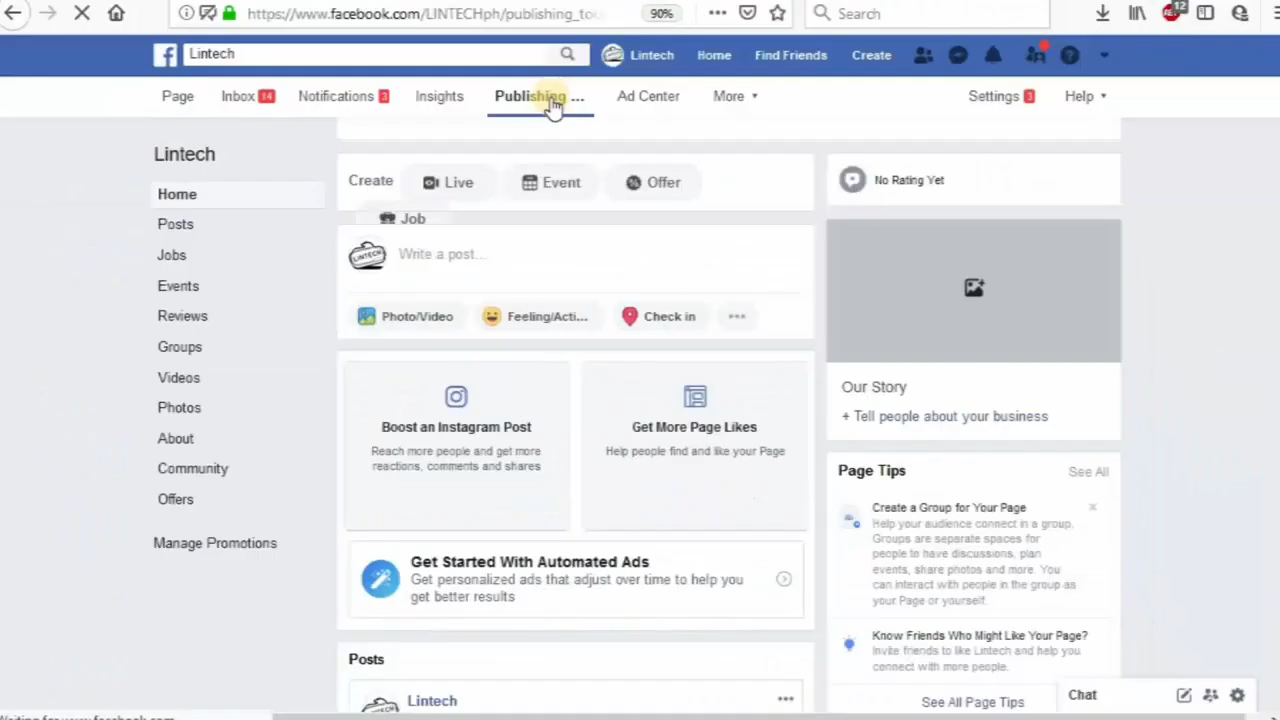 https://www.facebook.com/LINTECHph/publishing_to
90%
Search
12
Lintech
Lintech
Home
Find Friends
Create
Page
Inbox 14
Notifications 3
Insights
Publishing ...
Ad Center
More
Settings 3
Help
Lintech
Home
Posts
Jobs
Events
Reviews
Groups
Videos
Photos
About
Community
Offers
Manage Promotions
Create
Live
Event
Offer
Job
LINTECH
Write a post...
Photo/Video
Feeling/Acti...
Check in
Boost an Instagram Post
Reach more people and get more
reactions, comments and shares
Get More Page Likes
Help people find and like your Page
Get Started With Automated Ads
Get personalized ads that adjust over time to help you
get better results
Posts
Lintech
No Rating Yet
Our Story
+ Tell people about your business
Page Tips
See All
Create a Group for Your Page
Help your audience connect in a group.
Groups are separate spaces for
people to have discussions, plan
events, share photos and more. You
can interact with people in the group as
your Page or yourself.
Know Friends Who Might Like Your Page?
Invite friends to like Lintech and help you
connect with more people.
See All Page Tips
Chat